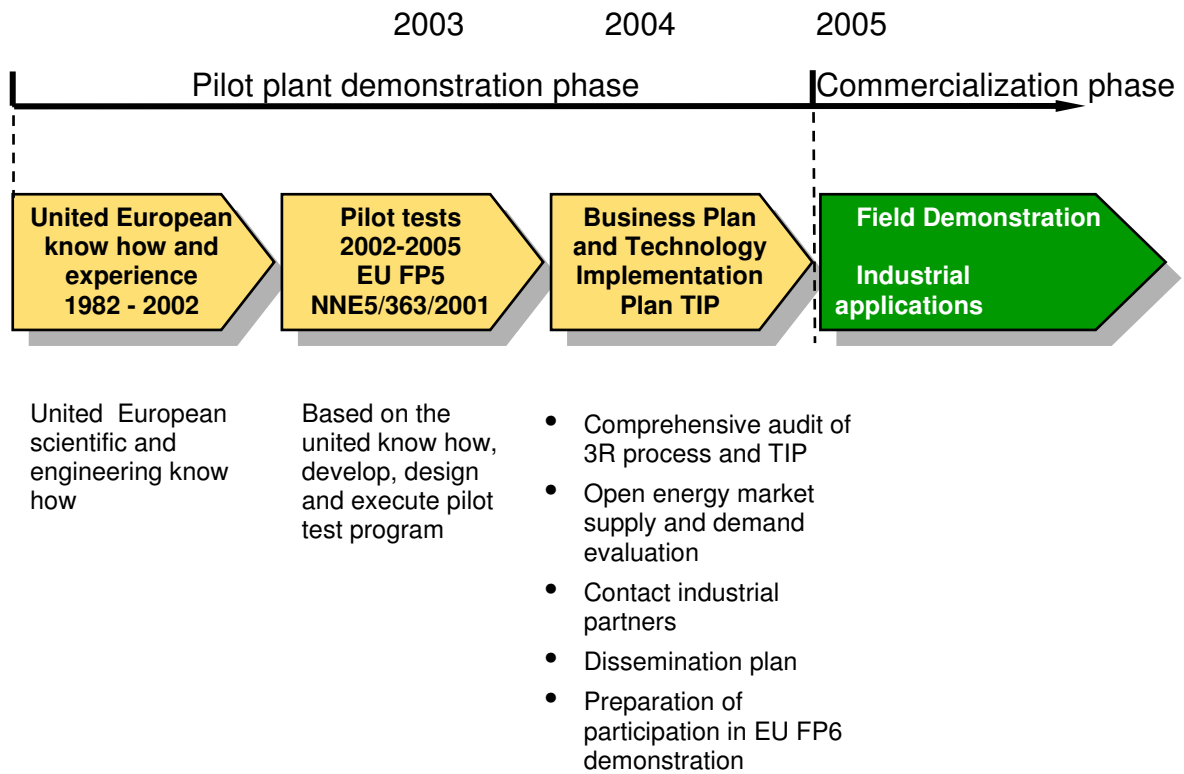 2003 2004 2005
Pilot plant demonstration phase
Commercialization phase
United European
know how and
experience
1982 - 2002
Pilot tests
2002-2005
EU FP5
NNE5/363/2001
Business Plan
and Technology
Implementation
Plan TIP
Field Demonstration
Industrial
applications
United European
scientific and
engineering know
how
Based on the
united know how,
develop, design
and execute pilot
test program
• Comprehensive audit of
3R process and TIP
• Open energy market
supply and demand
evaluation
• Contact industrial
partners
• Dissemination plan
• Preparation of
participation in EU FP6
demonstration